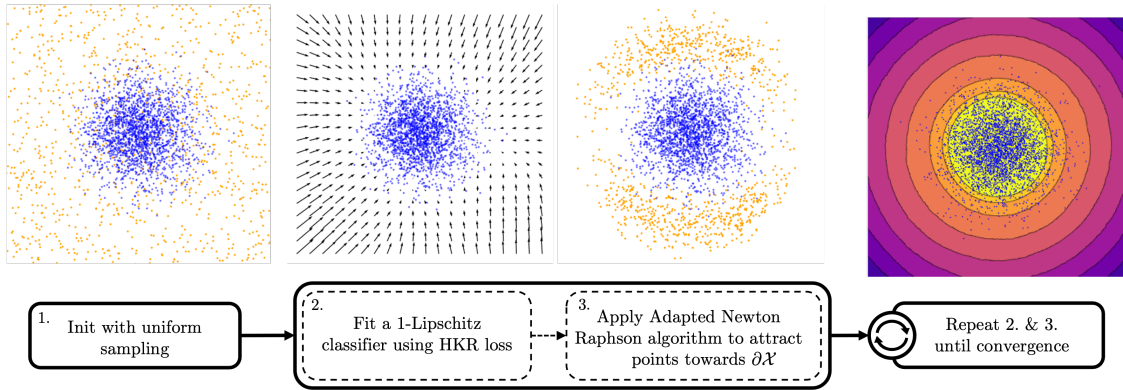 1.
Init with uniform
sampling
2.
Fit a 1-Lipschitz
classifier using HKR loss
3.
Apply Adapted Newton
Raphson algorithm to attract
points towards ∂𝒳
Repeat 2. & 3.
until convergence